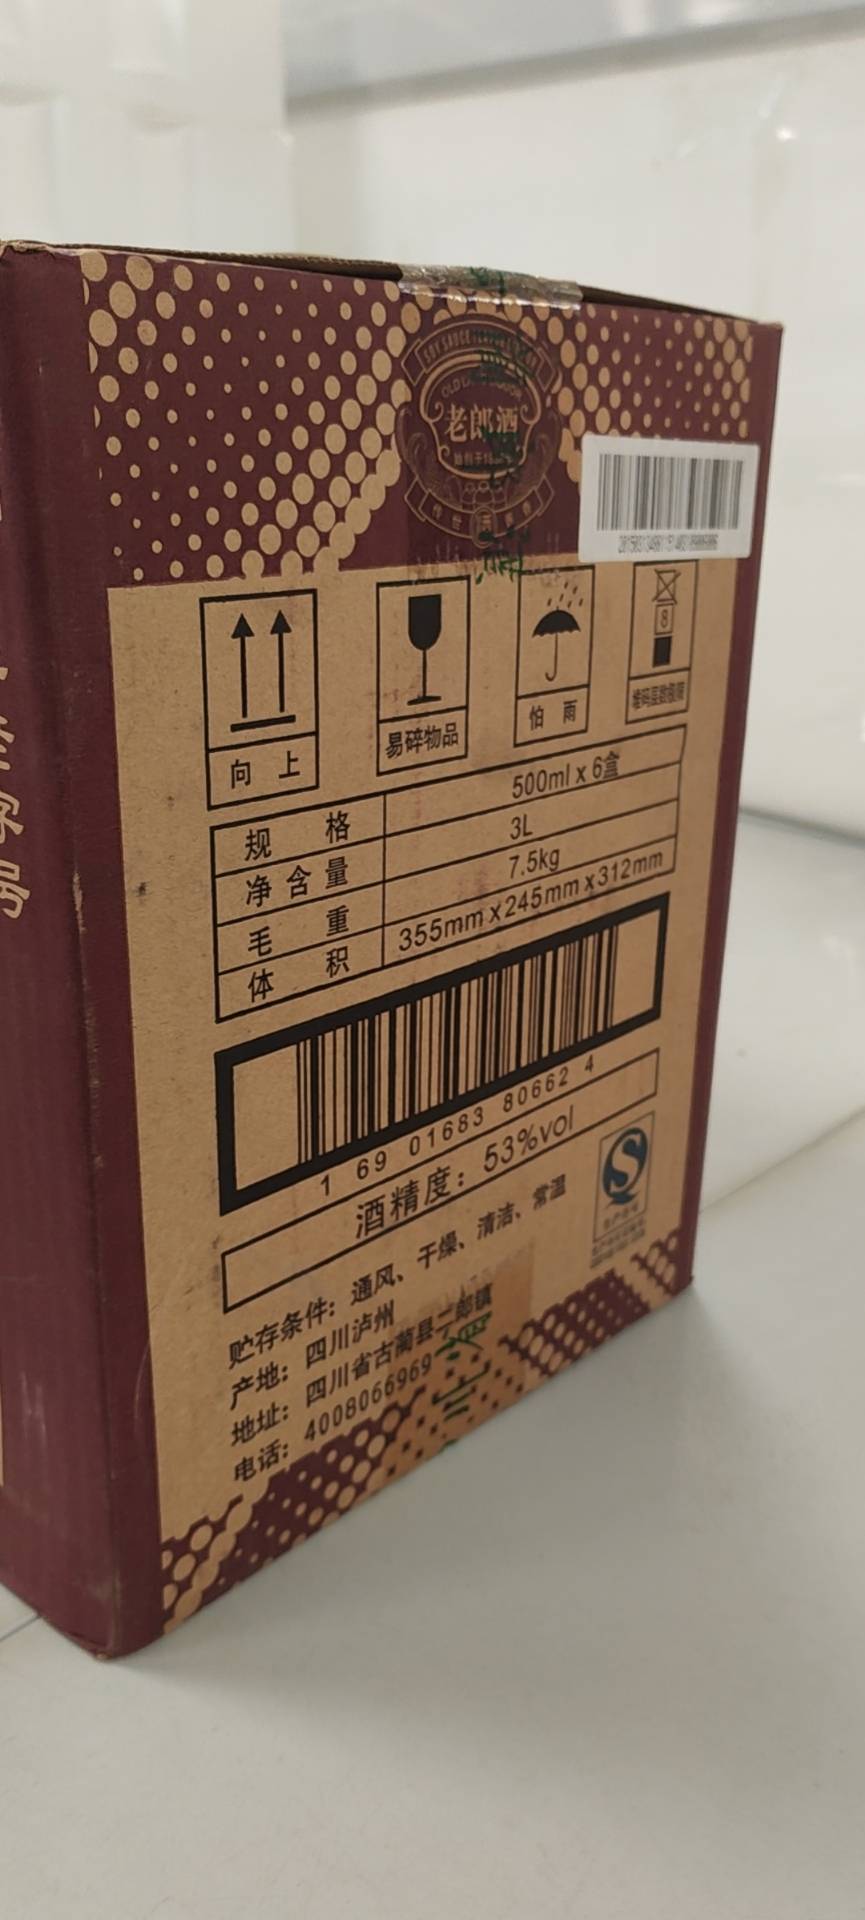 老郎酒
向上
易碎物品
怕雨
8
堆码层数极限
规格 500ml x 6盒
净含量 3L
毛重 7.5kg
体积 355mm x 245mm x 312mm
1 69 01683 80662 4
酒精度: 53%vol
贮存条件: 通风、干燥、清洁、常温
产地: 四川泸州
地址: 四川省古蔺县二郎镇
电话: 4008066969